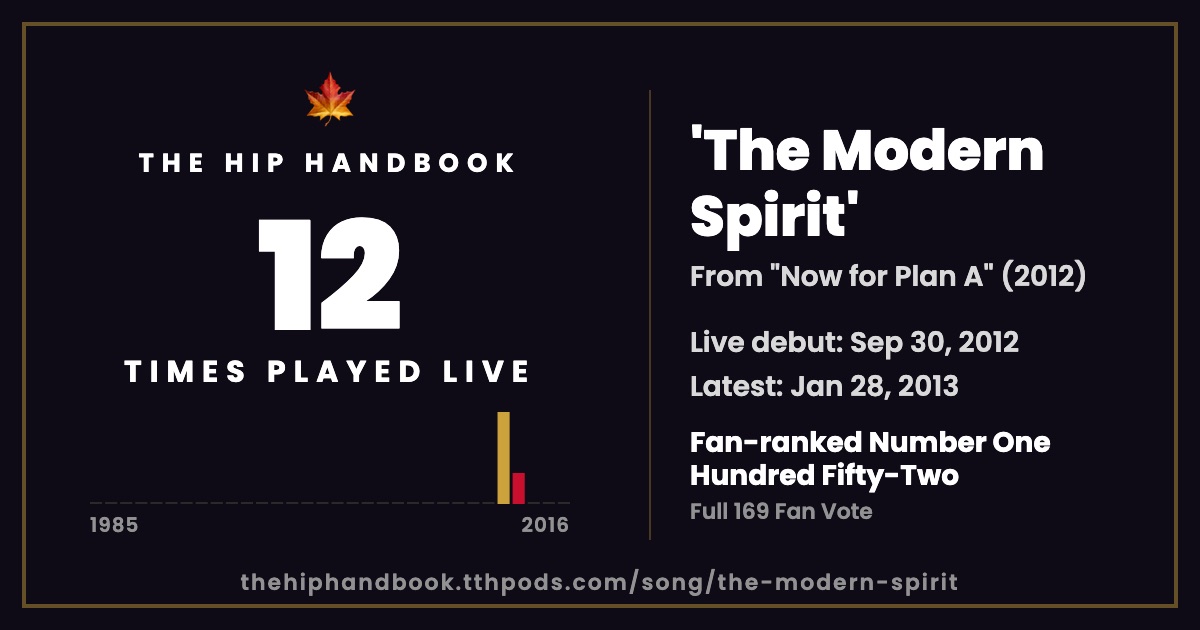 THE HIP HANDBOOK
12
TIMES PLAYED LIVE
1985
2016
'The Modern
Spirit'
From "Now for Plan A" (2012)
Live debut: Sep 30, 2012
Latest: Jan 28, 2013
Fan-ranked Number One
Hundred Fifty-Two
Full 169 Fan Vote
thehiphandbook.tthpods.com/song/the-modern-spirit